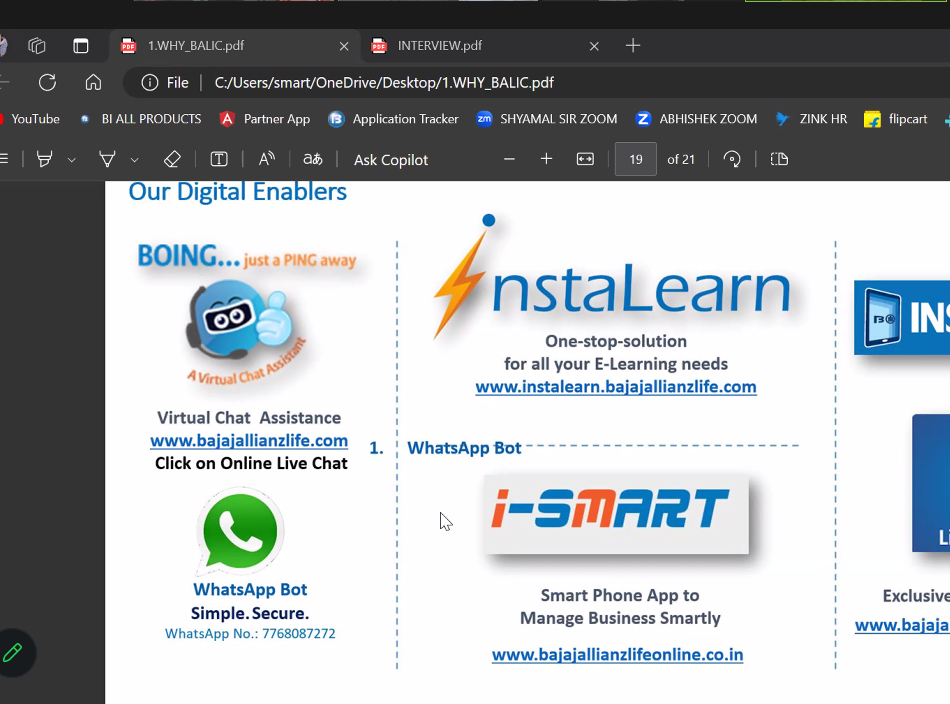 1.WHY_BALIC.pdf
INTERVIEW.pdf
File
C:/Users/smart/OneDrive/Desktop/1.WHY_BALIC.pdf
YouTube
BI ALL PRODUCTS
Partner App
Application Tracker
zm
SHYAMAL SIR ZOOM
Z
ABHISHEK ZOOM
ZINK HR
flipcart
Ask Copilot
19
of 21
Our Digital Enablers
BOING... just a PING away
A Virtual Chat Assistant
Virtual Chat Assistance
www.bajajallianzlife.com
Click on Online Live Chat
WhatsApp Bot
Simple. Secure.
WhatsApp No.: 7768087272
InstaLearn
One-stop-solution
for all your E-Learning needs
www.instalearn.bajajallianzlife.com
1. WhatsApp Bot
i-SMART
Smart Phone App to
Manage Business Smartly
www.bajajallianzlifeonline.co.in
INS
Li
Exclusive
www.baja